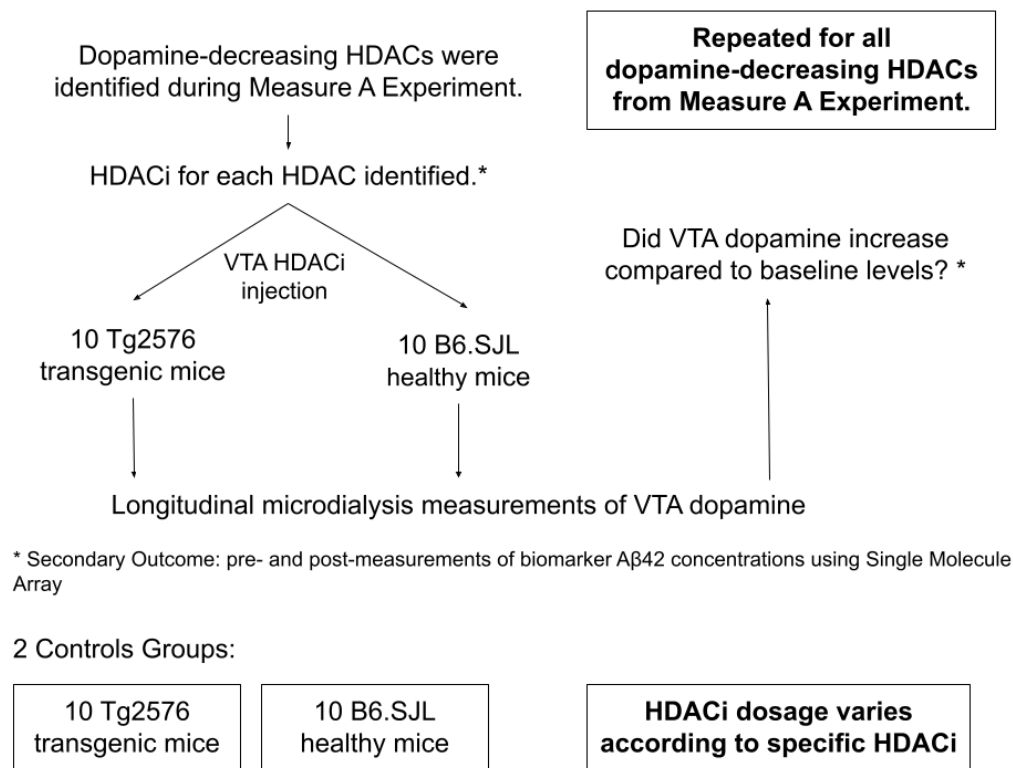 Dopamine-decreasing HDACs were
identified during Measure A Experiment.
Repeated for all
dopamine-decreasing HDACs
from Measure A Experiment.
HDACi for each HDAC identified.*
VTA HDACi
injection
Did VTA dopamine increase
compared to baseline levels? *
10 Tg2576
transgenic mice
10 B6.SJL
healthy mice
Longitudinal microdialysis measurements of VTA dopamine
* Secondary Outcome: pre- and post-measurements of biomarker Aβ42 concentrations using Single Molecule
Array
2 Controls Groups:
10 Tg2576
transgenic mice
10 B6.SJL
healthy mice
HDACi dosage varies
according to specific HDACi